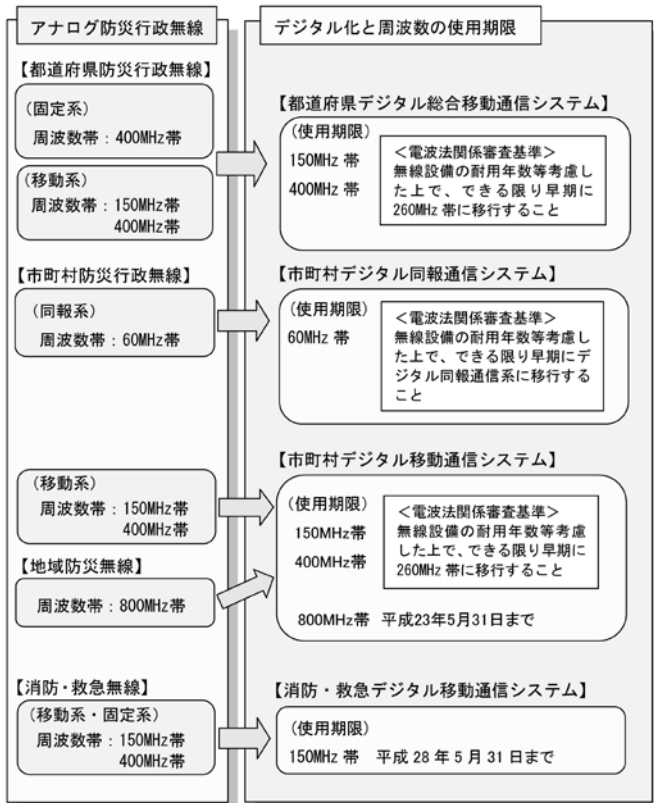 アナログ防災行政無線
【都道府県防災行政無線】
(固定系)
周波数帯：400MHz帯
(移動系)
周波数帯：150MHz帯
400MHz帯
【市町村防災行政無線】
(同報系)
周波数帯：60MHz帯
(移動系)
周波数帯：150MHz帯
400MHz帯
【地域防災無線】
周波数帯：800MHz帯
【消防・救急無線】
(移動系・固定系)
周波数帯：150MHz帯
400MHz帯
デジタル化と周波数の使用期限
【都道府県デジタル総合移動通信システム】
(使用期限)
150MHz 帯
400MHz 帯
＜電波法関係審査基準＞
無線設備の耐用年数等考慮し
た上で、できる限り早期に
260MHz 帯に移行すること
【市町村デジタル同報通信システム】
(使用期限)
60MHz 帯
＜電波法関係審査基準＞
無線設備の耐用年数等考慮し
た上で、できる限り早期にデ
ジタル同報通信系に移行する
こと
【市町村デジタル移動通信システム】
(使用期限)
150MHz帯
400MHz帯
＜電波法関係審査基準＞
無線設備の耐用年数等考慮
した上で、できる限り早期に
260MHz 帯に移行すること
800MHz帯 平成23年5月31日まで
【消防・救急デジタル移動通信システム】
(使用期限)
150MHz 帯 平成 28 年 5 月 31 日まで